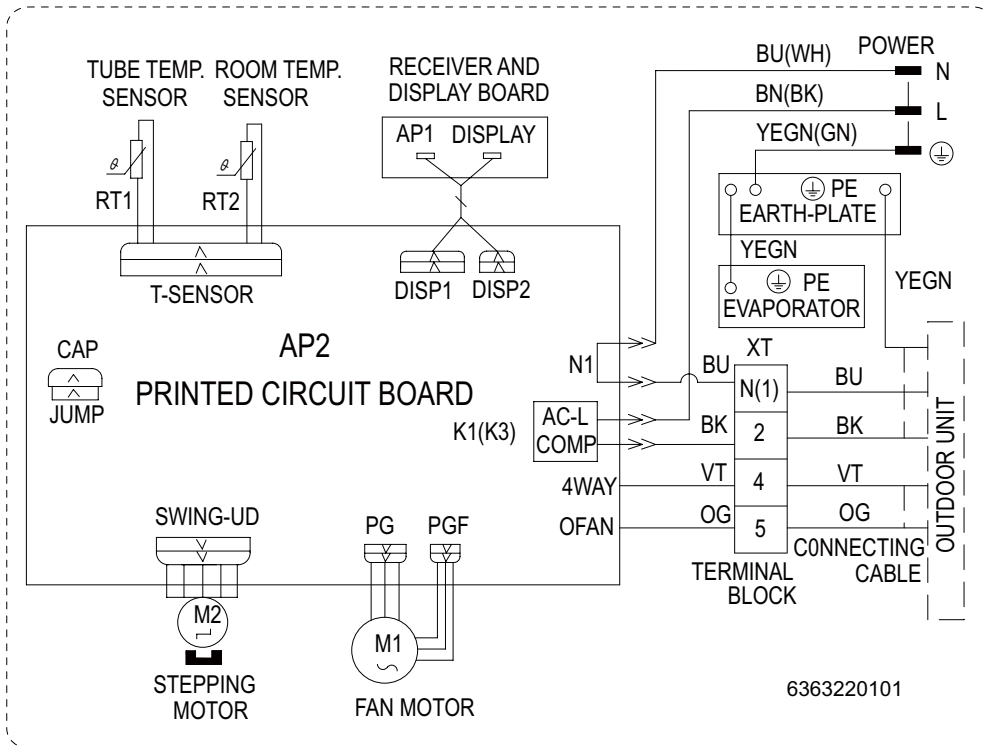 POWER
BU(WH)
N
BN(BK)
L
YEGN(GN)
TUBE TEMP.
SENSOR
ROOM TEMP.
SENSOR
RECEIVER AND
DISPLAY BOARD
AP1 DISPLAY
θ
RT1
θ
RT2
PE
EARTH-PLATE
YEGN
YEGN
PE
EVAPORATOR
T-SENSOR
DISP1
DISP2
CAP
JUMP
AP2
PRINTED CIRCUIT BOARD
N1
K1(K3)
AC-L
COMP
4WAY
OFAN
XT
BU
N(1)
BU
BK
2
BK
VT
4
VT
OG
5
OG
TERMINAL
BLOCK
C0NNECTING
CABLE
OUTDOOR UNIT
SWING-UD
M2
STEPPING
MOTOR
PG
PGF
M1
FAN MOTOR
6363220101